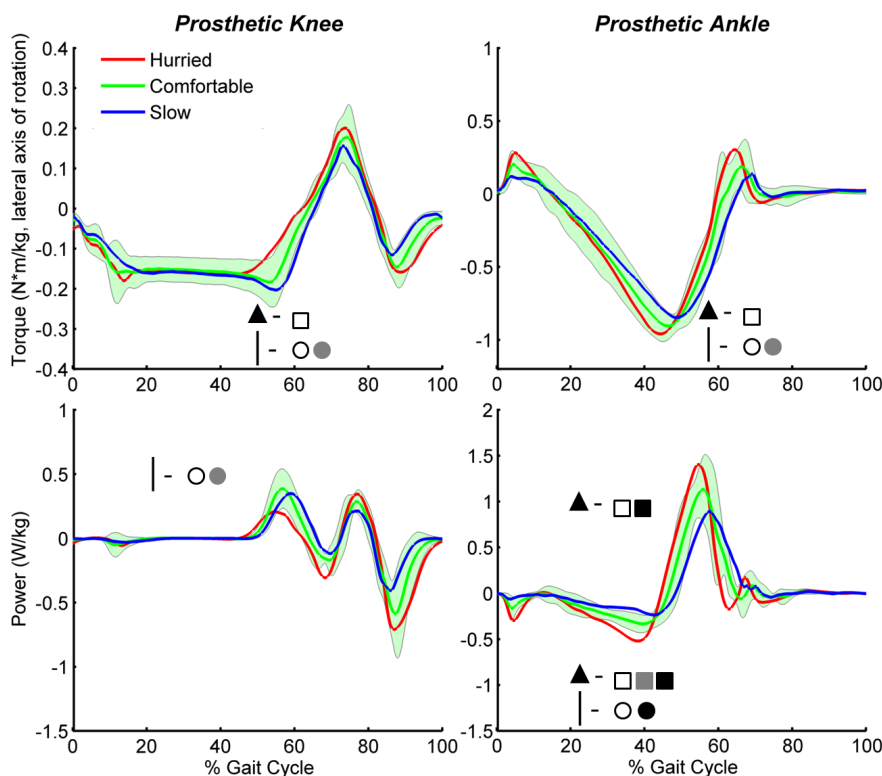 Prosthetic Knee
Prosthetic Ankle
Torque (N*m/kg, lateral axis of rotation)
0.4
0.3
0.2
0.1
0
-0.1
-0.2
-0.3
-0.4
Hurried
Comfortable
Slow
0 20 40 60 80 100
1
0.5
0
-0.5
-1
0 20 40 60 80 100
Power (W/kg)
1
0.5
0
-0.5
-1
-1.5
0 20 40 60 80 100
% Gait Cycle
2
1.5
1
0.5
0
-0.5
-1
-1.5
0 20 40 60 80 100
% Gait Cycle